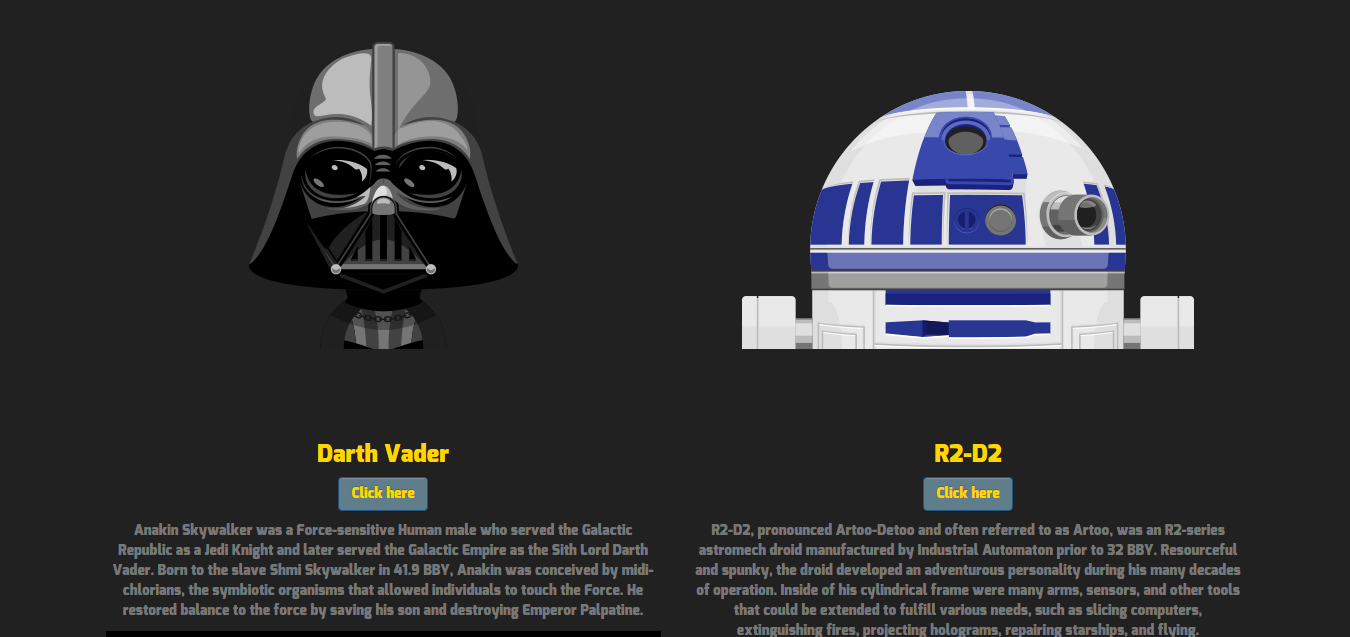 Darth Vader
Click here
Anakin Skywalker was a Force-sensitive Human male who served the Galactic
Republic as a Jedi Knight and later served the Galactic Empire as the Sith Lord Darth
Vader. Born to the slave Shmi Skywalker in 41.9 BBY, Anakin was conceived by midi-
chlorians, the symbiotic organisms that allowed individuals to touch the Force. He
restored balance to the force by saving his son and destroying Emperor Palpatine.
R2-D2
Click here
R2-D2, pronounced Artoo-Detoo and often referred to as Artoo, was an R2-series
astromech droid manufactured by Industrial Automaton prior to 32 BBY. Resourceful
and spunky, the droid developed an adventurous personality during his many decades
of operation. Inside of his cylindrical frame were many arms, sensors, and other tools
that could be extended to fulfill various needs, such as slicing computers,
extinguishing fires, projecting holograms, repairing starships, and flying.